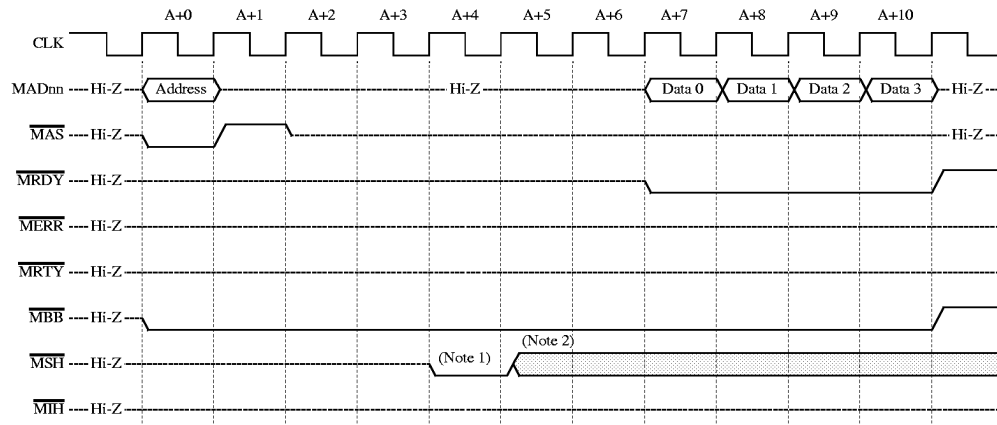 A+0 A+1 A+2 A+3 A+4 A+5 A+6 A+7 A+8 A+9 A+10
CLK
MADnn Hi-Z Address Hi-Z Data 0 Data 1 Data 2 Data 3 Hi-Z
MAS Hi-Z Hi-Z
MRDY Hi-Z
MERR Hi-Z
MRTY Hi-Z
MBB Hi-Z
(Note 2)
MSH Hi-Z (Note 1)
MIH Hi-Z